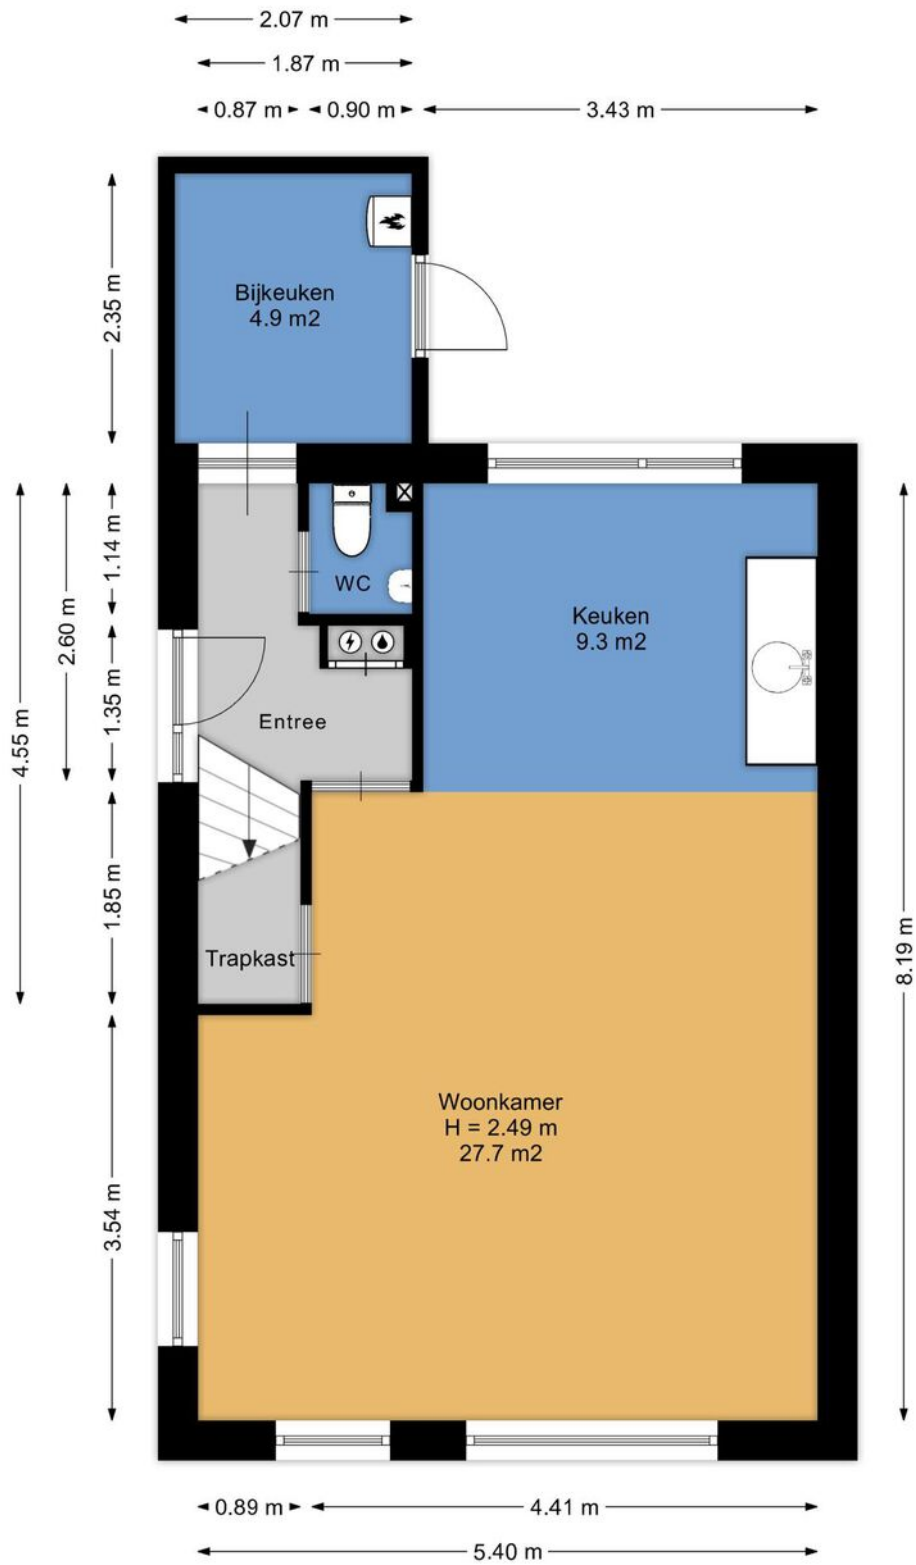 2.07 m
1.87 m
0.87 m
0.90 m
3.43 m
2.35 m
Bijkeuken
4.9 m2
1.14 m
2.60 m
4.55 m
1.35 m
1.85 m
3.54 m
WC
Keuken
9.3 m2
Entree
Trapkast
8.19 m
Woonkamer
H = 2.49 m
27.7 m2
0.89 m
4.41 m
5.40 m